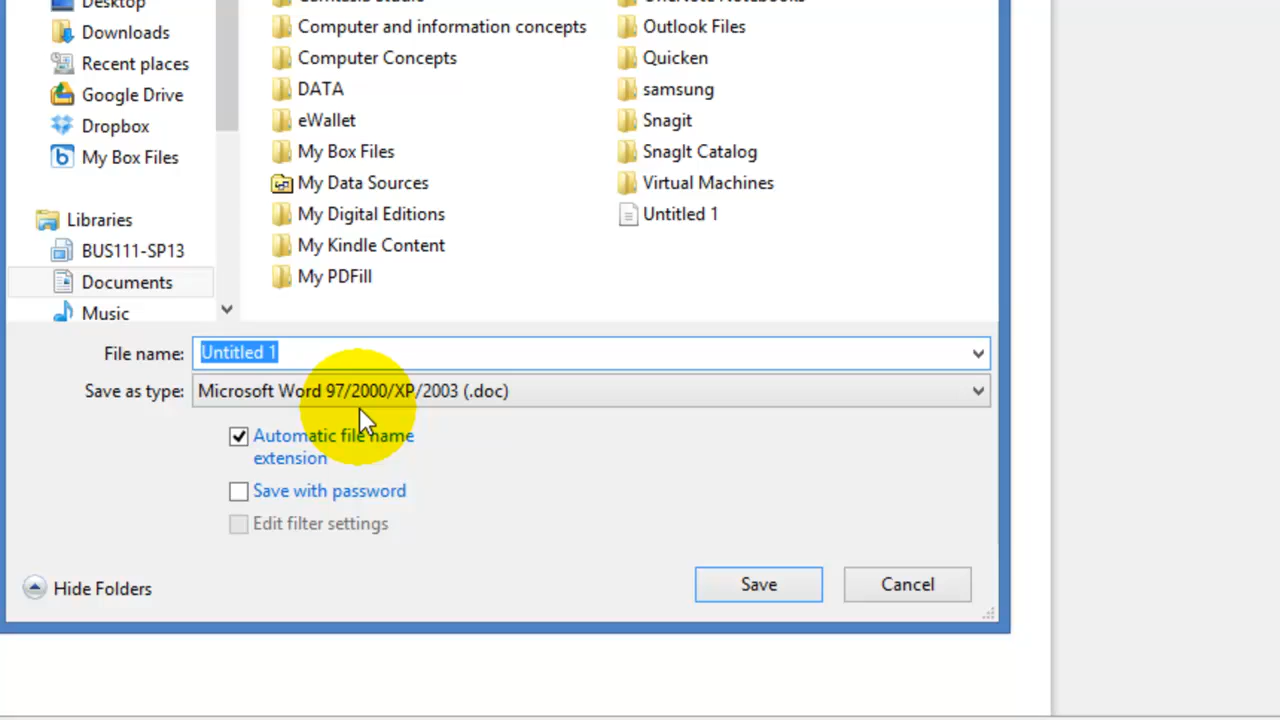 Desktop
Downloads
Recent places
Google Drive
Dropbox
My Box Files
Libraries
BUS111-SP13
Documents
Music
Computer and information concepts
Computer Concepts
DATA
eWallet
My Box Files
My Data Sources
My Digital Editions
My Kindle Content
My PDFill
Outlook Files
Quicken
samsung
Snagit
SnagIt Catalog
Virtual Machines
Untitled 1
File name: Untitled 1
Save as type: Microsoft Word 97/2000/XP/2003 (.doc)
Automatic file name
extension
Save with password
Edit filter settings
Hide Folders
Save
Cancel